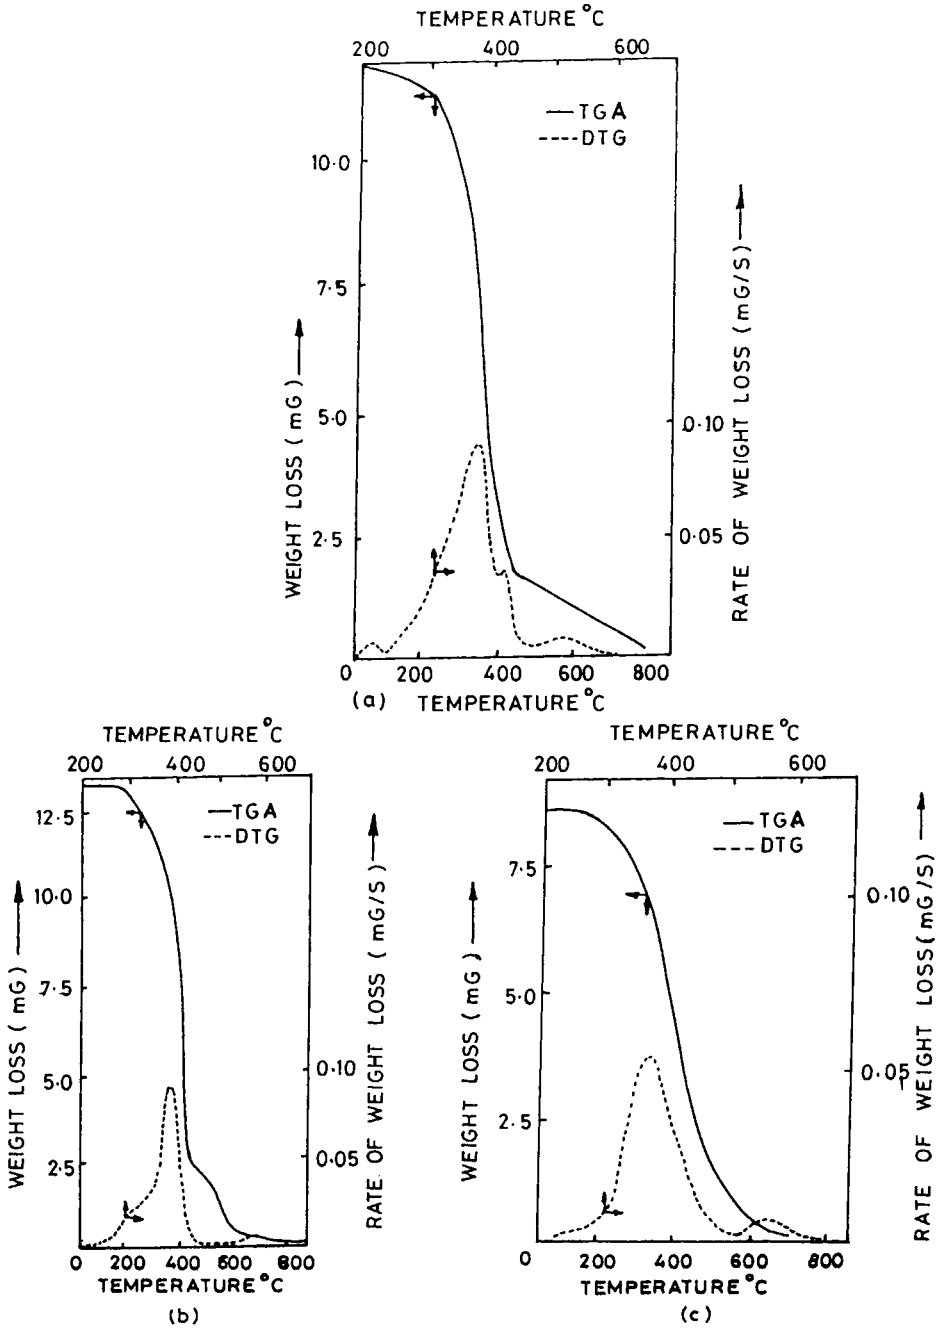 TEMPERATURE °C
200 400 600
TGA
DTG
10.0
7.5
5.0
2.5
WEIGHT LOSS (mG)
0.10
0.05
RATE OF WEIGHT LOSS (mG/S)
0 200 400 600 800
(a) TEMPERATURE °C
TEMPERATURE °C
200 400 600
TGA
DTG
12.5
10.0
7.5
5.0
2.5
WEIGHT LOSS (mG)
0.10
0.05
RATE OF WEIGHT LOSS (mG/S)
0 200 400 600 800
TEMPERATURE °C
(b)
TEMPERATURE °C
200 400 600
TGA
DTG
7.5
5.0
2.5
WEIGHT LOSS (mG)
0.10
0.05
RATE OF WEIGHT LOSS (mG/S)
0 200 400 600 800
TEMPERATURE °C
(c)